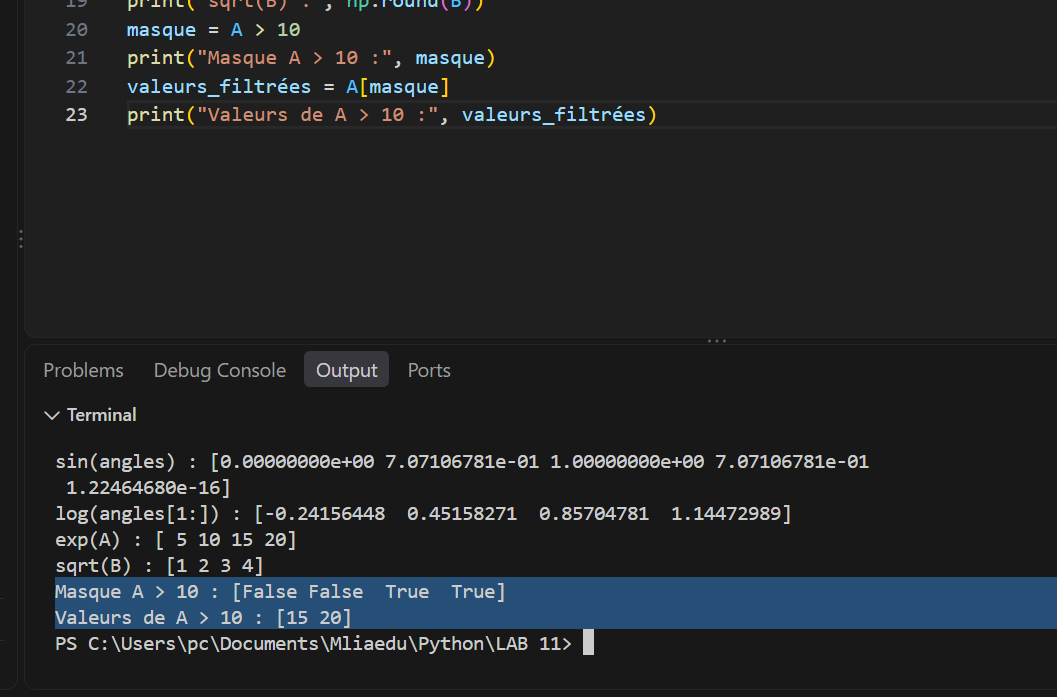 19 print("sqrt(B) :", np.round(B))
20 masque = A > 10
21 print("Masque A > 10 :", masque)
22 valeurs_filtrées = A[masque]
23 print("Valeurs de A > 10 :", valeurs_filtrées)
Problems Debug Console Output Ports
Terminal
sin(angles) : [0.00000000e+00 7.07106781e-01 1.00000000e+00 7.07106781e-01
 1.22464680e-16]
log(angles[1:]) : [-0.24156448  0.45158271  0.85704781  1.14472989]
exp(A) : [ 5 10 15 20]
sqrt(B) : [1 2 3 4]
Masque A > 10 : [False False  True  True]
Valeurs de A > 10 : [15 20]
PS C:\Users\pc\Documents\Mliaedu\Python\LAB 11>